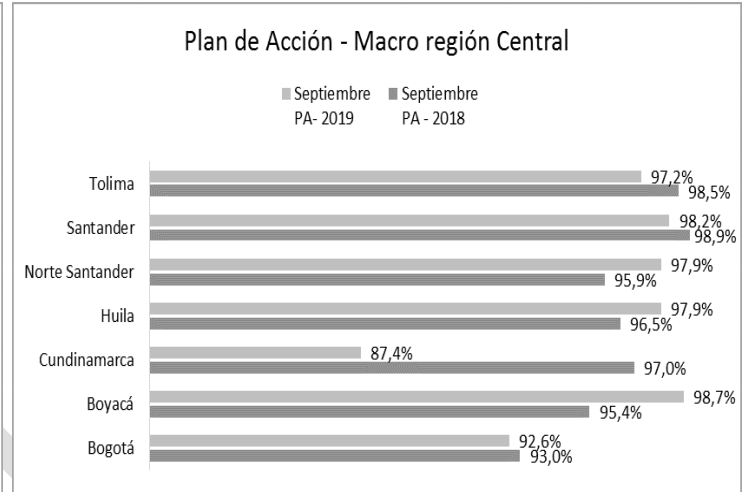 Plan de Acción - Macro región Central
Septiembre PA- 2019
Septiembre PA - 2018
Tolima
97,2%
98,5%
Santander
98,2%
98,9%
Norte Santander
97,9%
95,9%
Huila
97,9%
96,5%
Cundinamarca
87,4%
97,0%
Boyacá
98,7%
95,4%
Bogotá
92,6%
93,0%